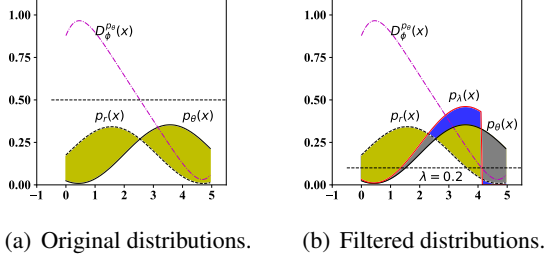 1.00
0.75
0.50
0.25
0.00
−1 0 1 2 3 4 5
D_ϕ^{p_θ}(x)
p_r(x)
p_θ(x)
(a) Original distributions.
1.00
0.75
0.50
0.25
0.00
−1 0 1 2 3 4 5
D_ϕ^{p_θ}(x)
p_λ(x)
p_r(x)
p_θ(x)
λ = 0.2
(b) Filtered distributions.